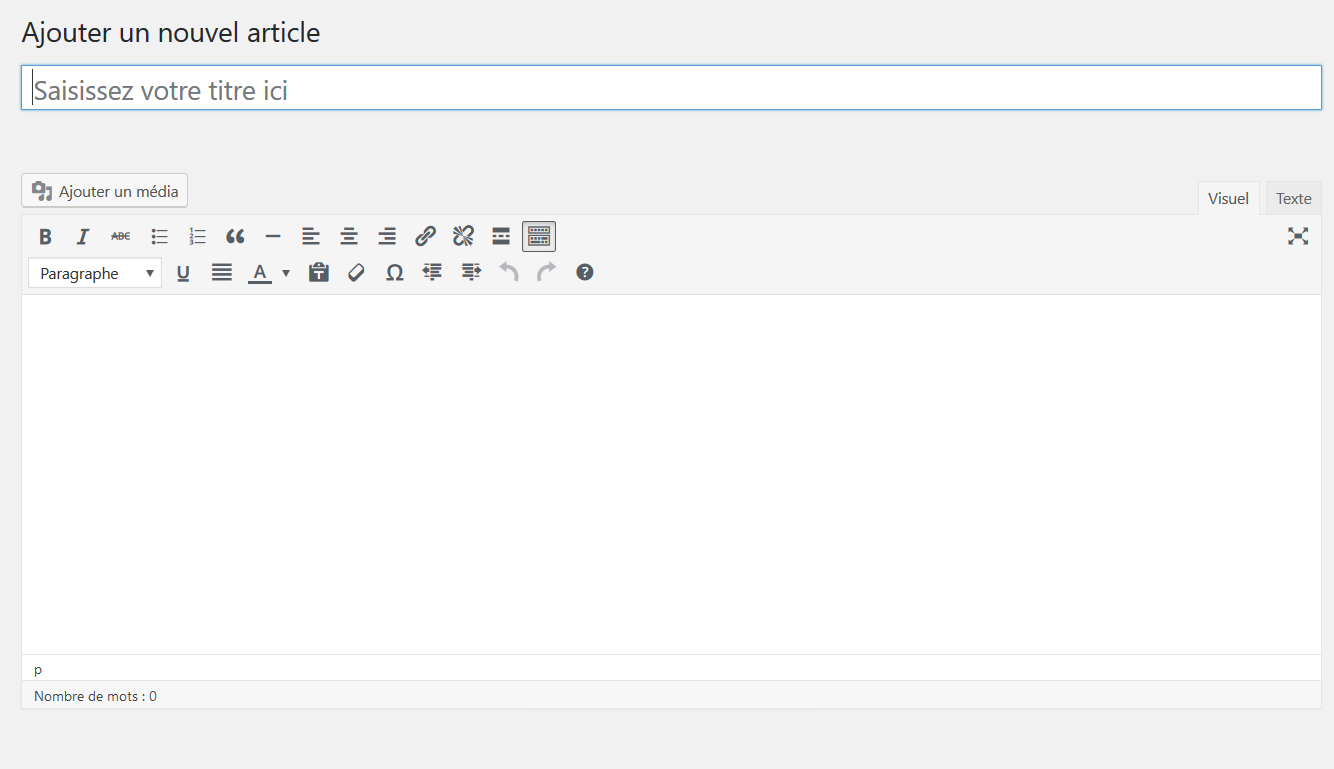 Ajouter un nouvel article
Saisissez votre titre ici
Ajouter un média
Visuel Texte
B I ABC
Paragraphe U A T Ω ?
p
Nombre de mots : 0